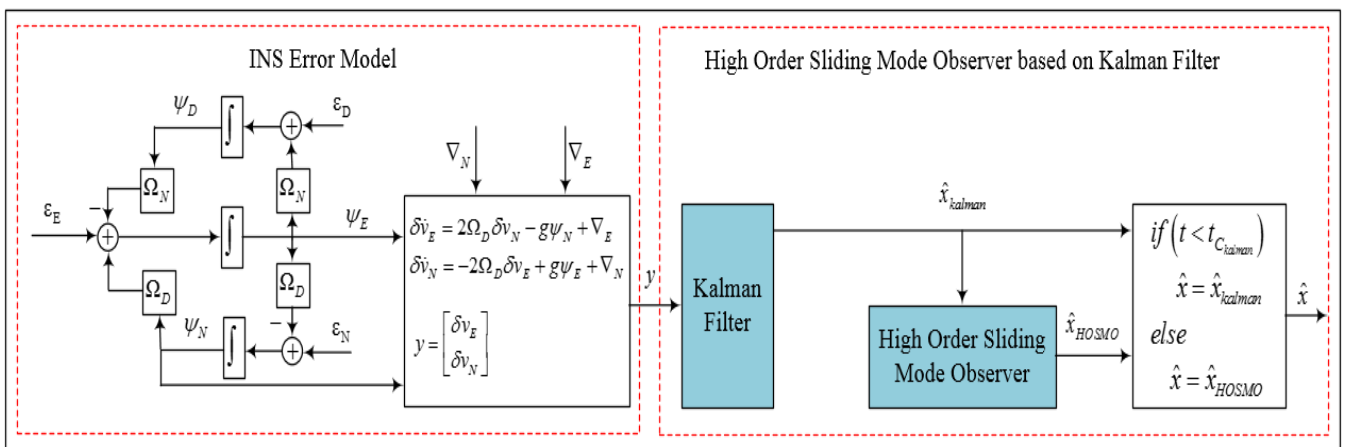 INS Error Model
ψ_D
∫
+
ε_D
Ω_N
Ω_N
ε_E
−
+
∫
ψ_E
Ω_D
Ω_D
ψ_N
∫
−
+
ε_N
∇_N
∇_E
δv̇_E = 2Ω_D δv_N − gψ_N + ∇_E
δv̇_N = −2Ω_D δv_E + gψ_E + ∇_N
y = [δv_E
δv_N]
y
High Order Sliding Mode Observer based on Kalman Filter
Kalman
Filter
x̂_kalman
High Order Sliding
Mode Observer
x̂_HOSMO
if (t < t_{C_kalman})
x̂ = x̂_kalman
else
x̂ = x̂_HOSMO
x̂